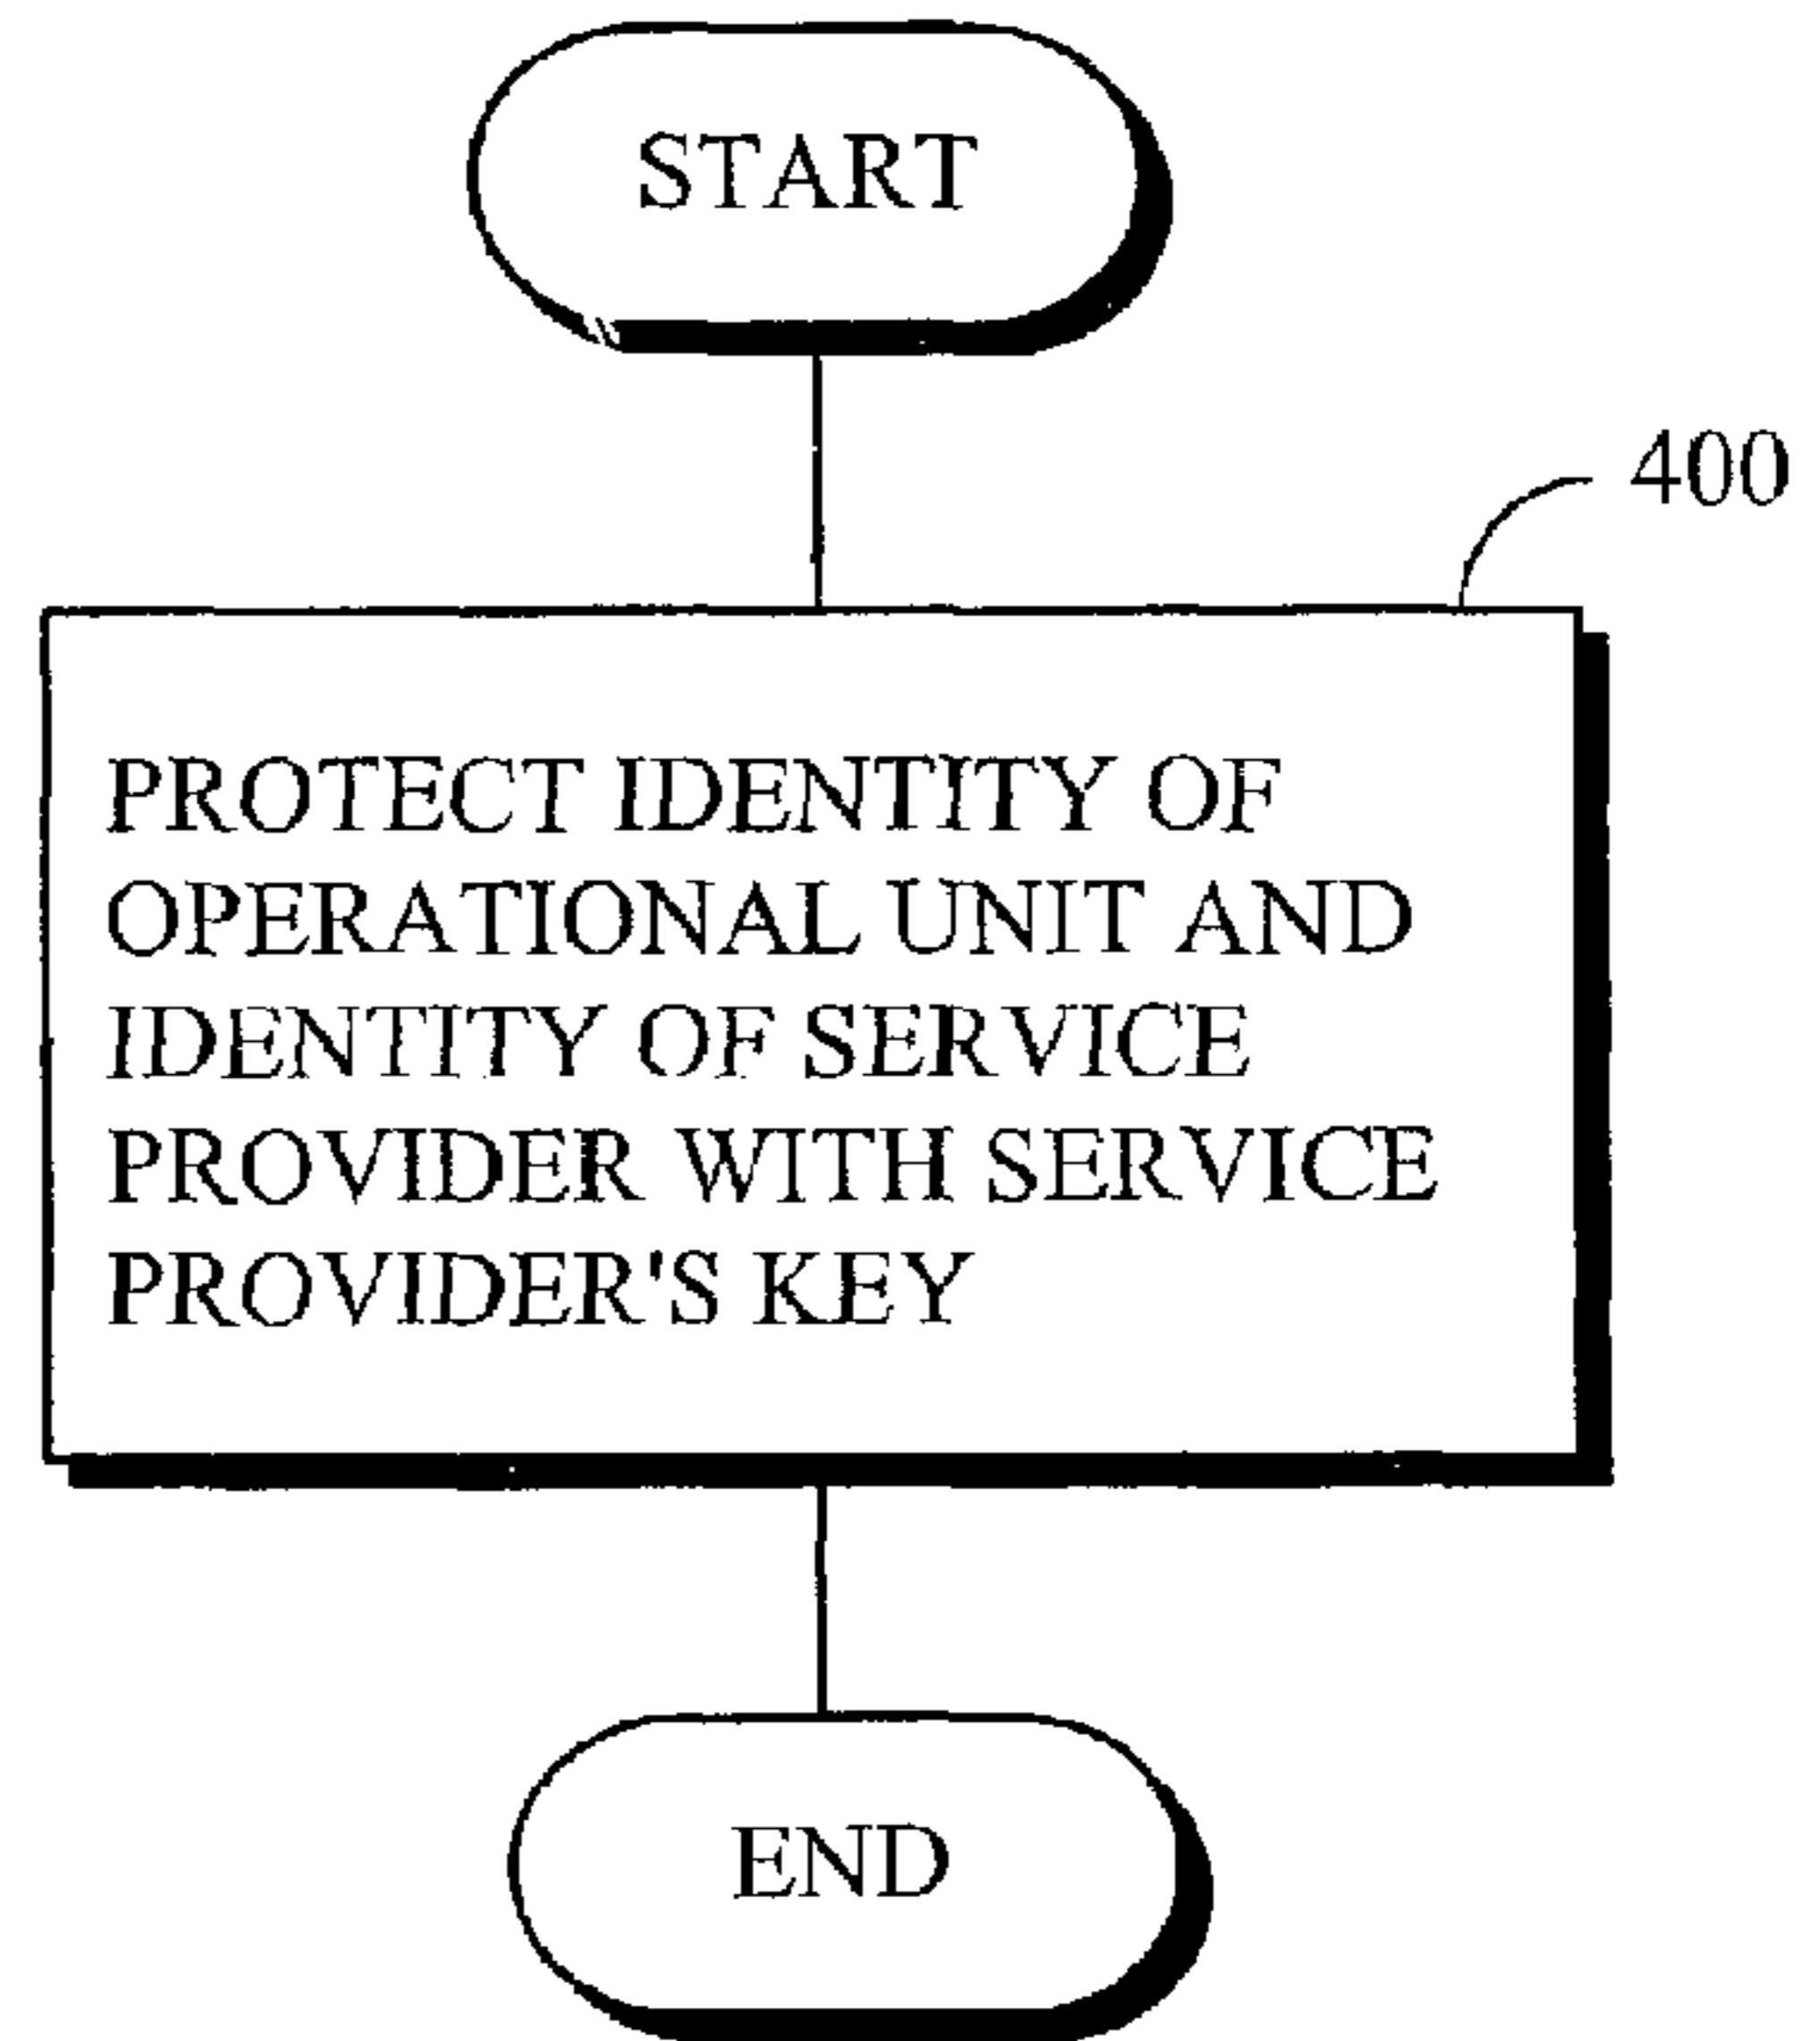 START
400
PROTECT IDENTITY OF
OPERATIONAL UNIT AND
IDENTITY OF SERVICE
PROVIDER WITH SERVICE
PROVIDER'S KEY
END